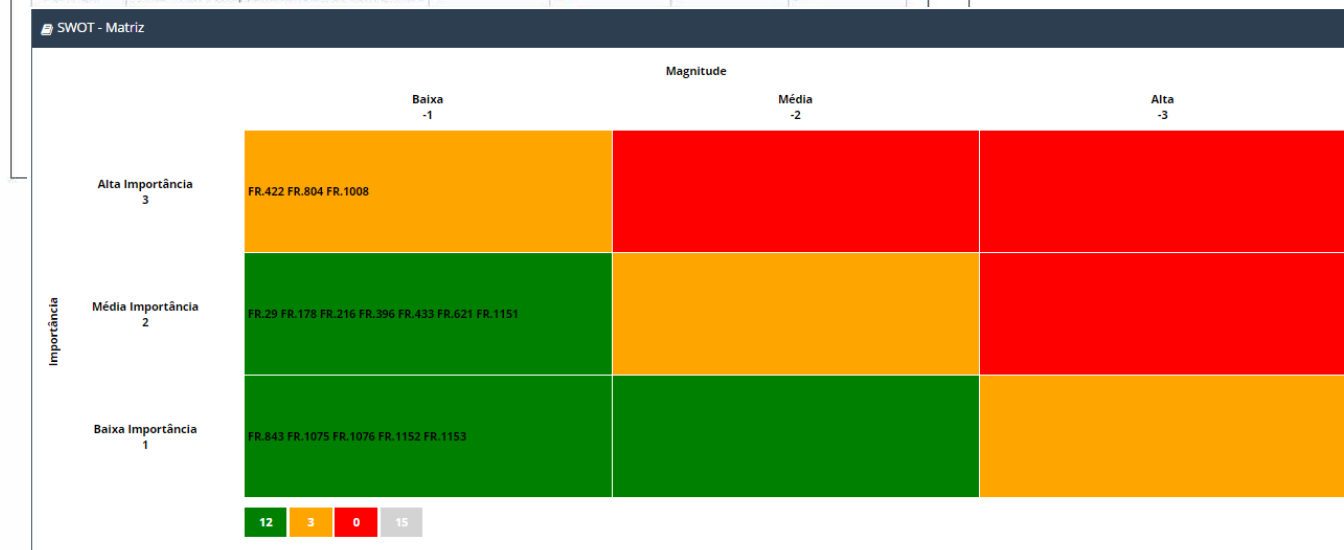 SWOT - Matriz
Magnitude
Baixa
-1
Média
-2
Alta
-3
Alta Importância
3
FR.422 FR.804 FR.1008
Importância
Média Importância
2
FR.29 FR.178 FR.216 FR.396 FR.433 FR.621 FR.1151
Baixa Importância
1
FR.843 FR.1075 FR.1076 FR.1152 FR.1153
12 3 0 15